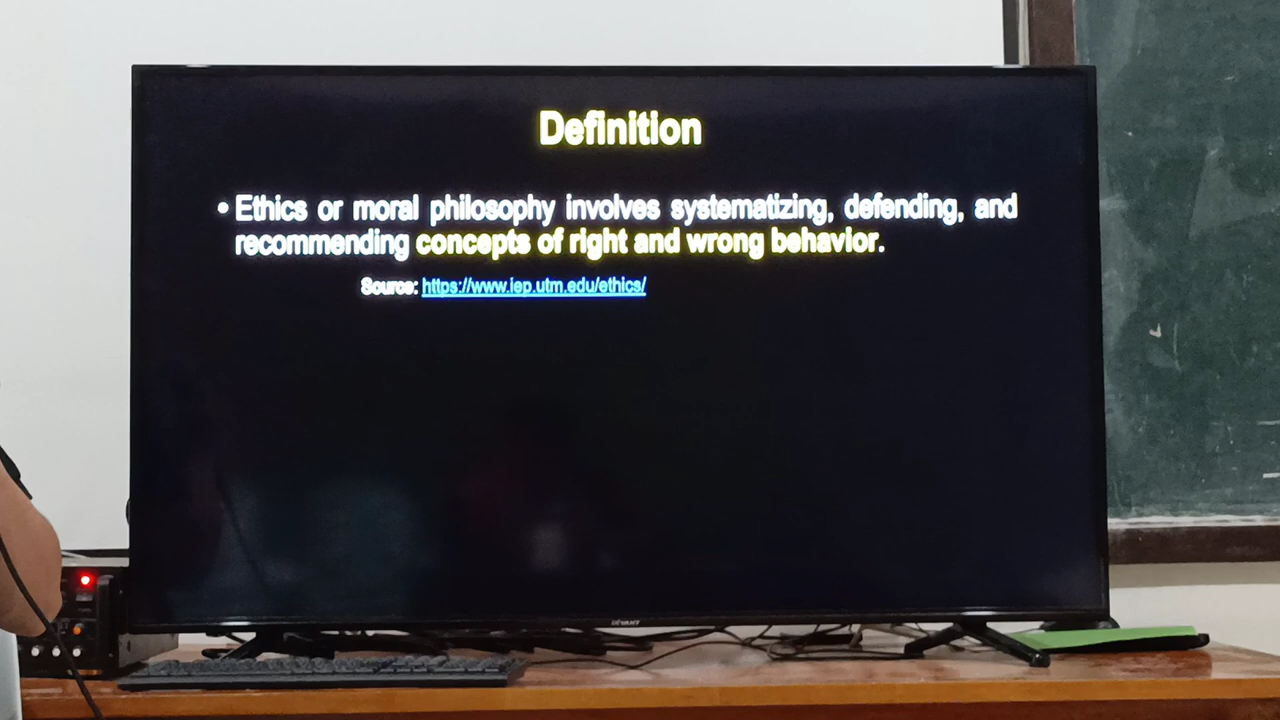 Definition
• Ethics or moral philosophy involves systematizing, defending, and
recommending concepts of right and wrong behavior.
Source: https://www.iep.utm.edu/ethics/